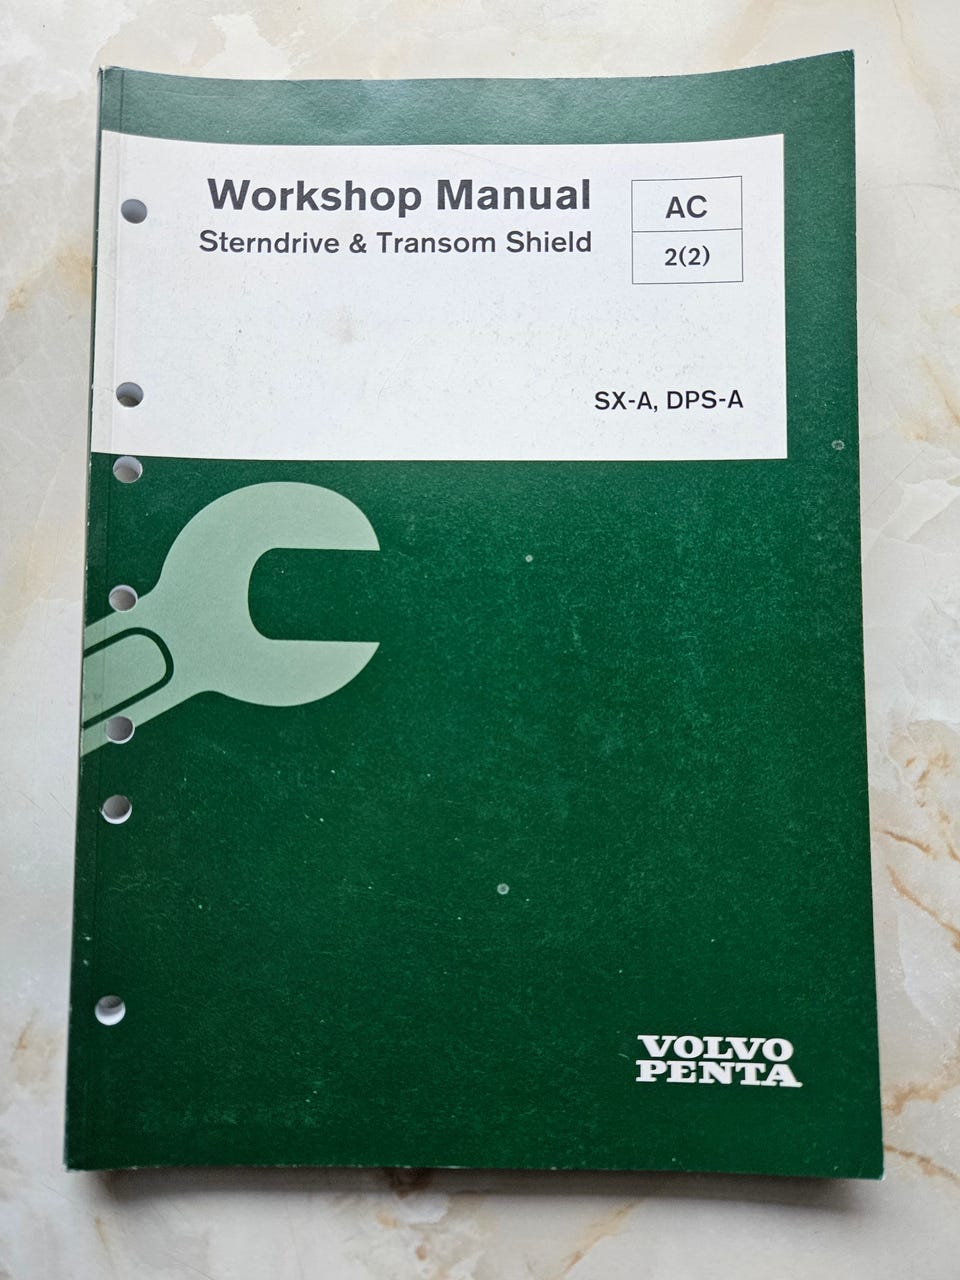 Workshop Manual
Sterndrive & Transom Shield
AC
2(2)
SX-A, DPS-A
VOLVO
PENTA